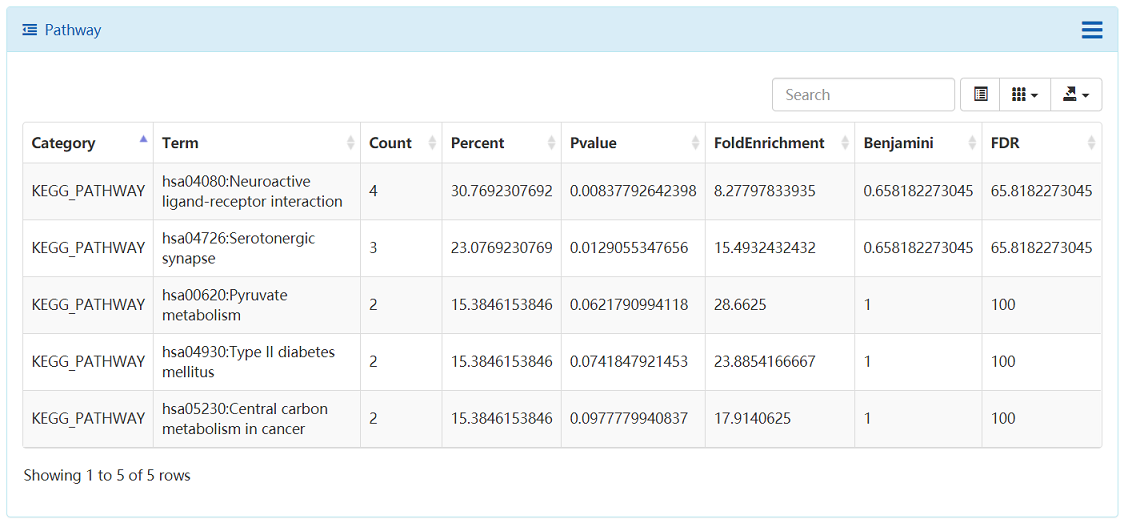 Pathway
Search
Category Term Count Percent Pvalue FoldEnrichment Benjamini FDR
KEGG_PATHWAY hsa04080:Neuroactive ligand-receptor interaction 4 30.7692307692 0.00837792642398 8.27797833935 0.658182273045 65.8182273045
KEGG_PATHWAY hsa04726:Serotonergic synapse 3 23.0769230769 0.0129055347656 15.4932432432 0.658182273045 65.8182273045
KEGG_PATHWAY hsa00620:Pyruvate metabolism 2 15.3846153846 0.0621790994118 28.6625 1 100
KEGG_PATHWAY hsa04930:Type II diabetes mellitus 2 15.3846153846 0.0741847921453 23.8854166667 1 100
KEGG_PATHWAY hsa05230:Central carbon metabolism in cancer 2 15.3846153846 0.0977779940837 17.9140625 1 100
Showing 1 to 5 of 5 rows